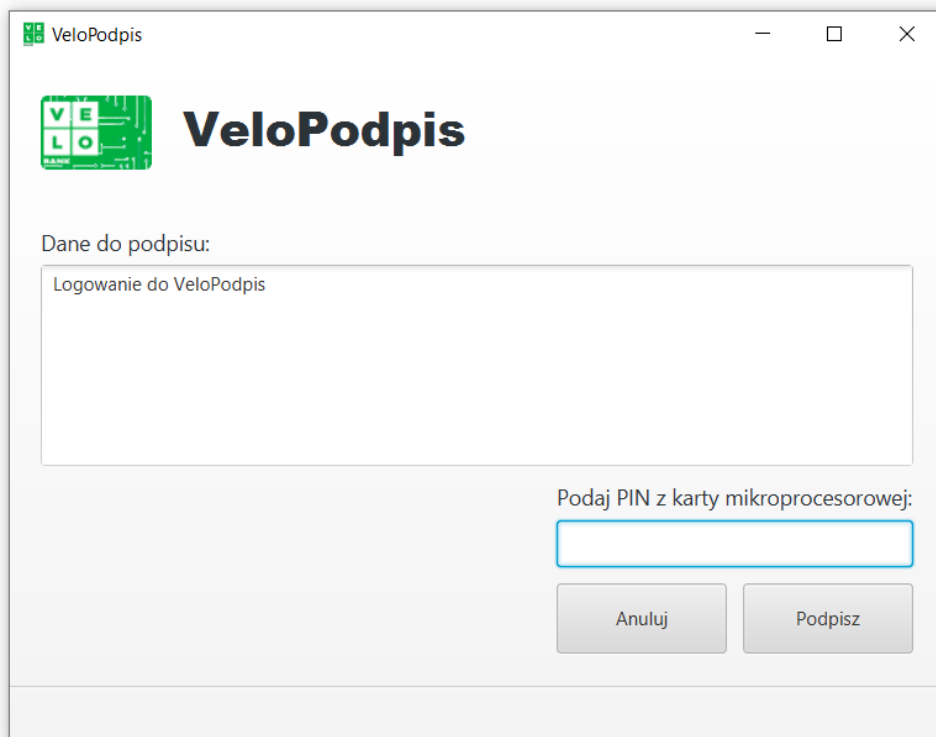 VeloPodpis
V E
L O
BANK
VeloPodpis
Dane do podpisu:
Logowanie do VeloPodpis
Podaj PIN z karty mikroprocesorowej:
Anuluj
Podpisz